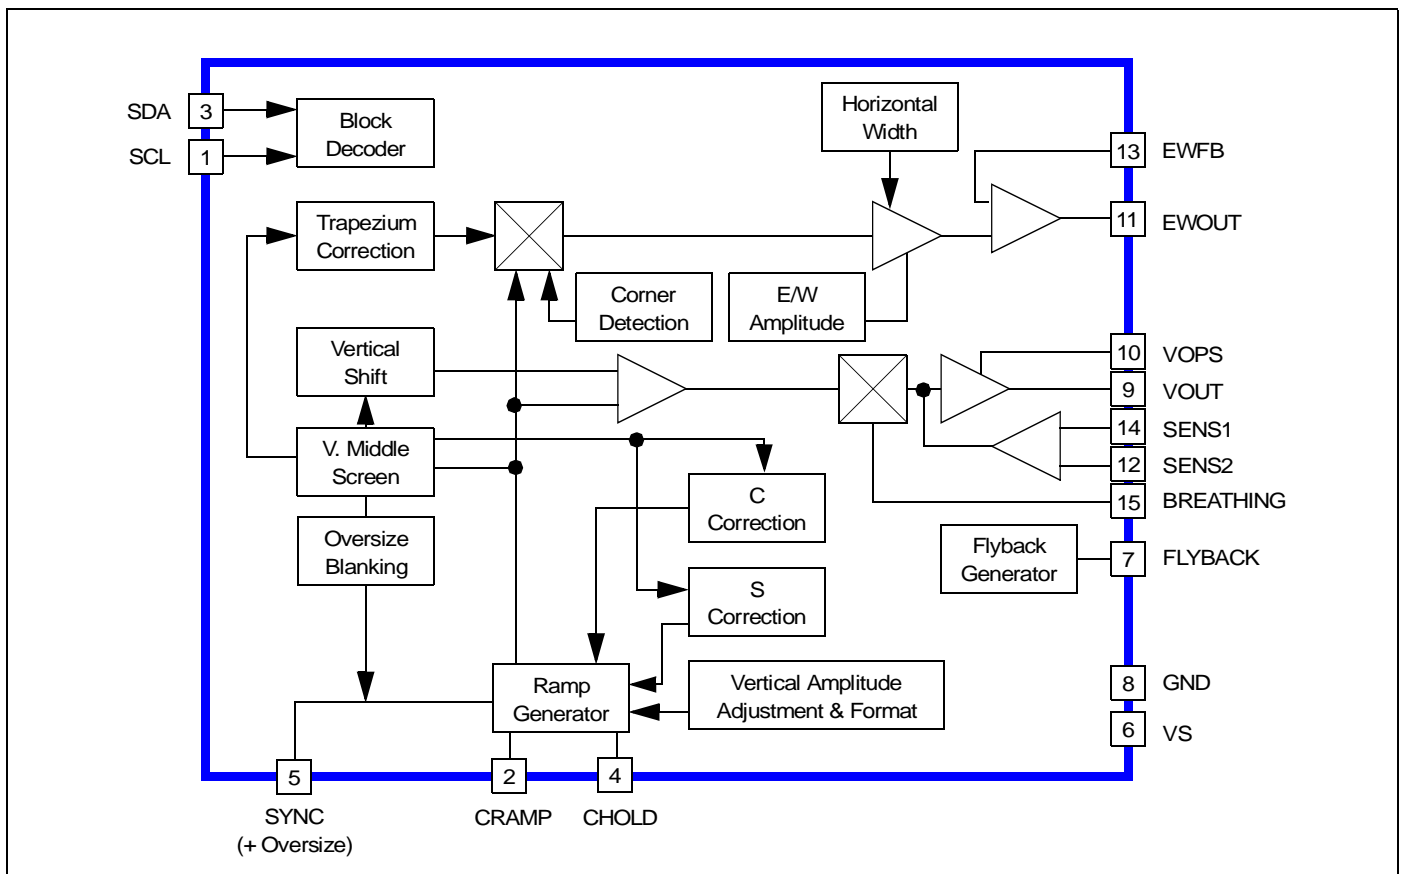 SDA
3
SCL
1
Block
Decoder
Horizontal
Width
13
EWFB
11
EWOUT
Trapezium
Correction
Corner
Detection
E/W
Amplitude
Vertical
Shift
10
VOPS
9
VOUT
14
SENS1
12
SENS2
15
BREATHING
V. Middle
Screen
C
Correction
Oversize
Blanking
Flyback
Generator
7
FLYBACK
S
Correction
Ramp
Generator
Vertical Amplitude
Adjustment & Format
8
GND
6
VS
5
2
4
SYNC
(+ Oversize)
CRAMP
CHOLD